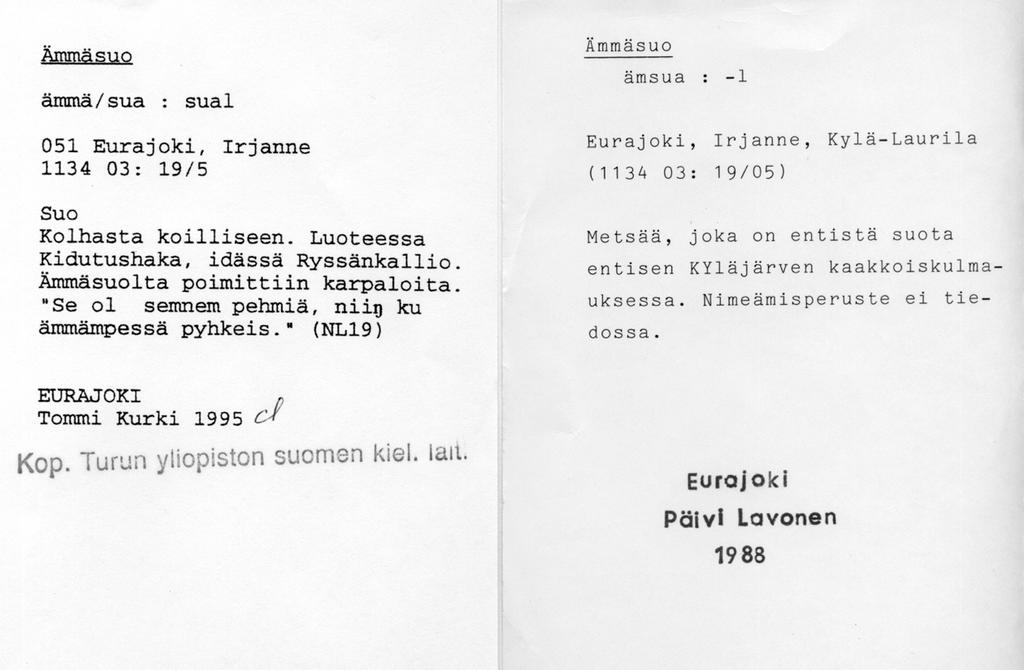 Ämmäsuo
ämmä/sua : sual
051 Eurajoki, Irjanne
1134 03: 19/5
Suo
Kolhasta koilliseen. Luoteessa
Kidutushaka, idässä Ryssänkallio.
Ämmäsuolta poimittiin karpaloita.
"Se ol semnem pehmiä, niiŋ ku
ämmämpessä pyhkeis." (NL19)
EURAJOKI
Tommi Kurki 1995 cl
Kop. Turun yliopiston suomen kiel. lait.
Ämmäsuo
ämsua : -l
Eurajoki, Irjanne, Kylä-Laurila
(1134 03: 19/05)
Metsää, joka on entistä suota
entisen KYläjärven kaakkoiskulma-
uksessa. Nimeämisperuste ei tie-
dossa.
Eurajoki
Päivi Lavonen
1988